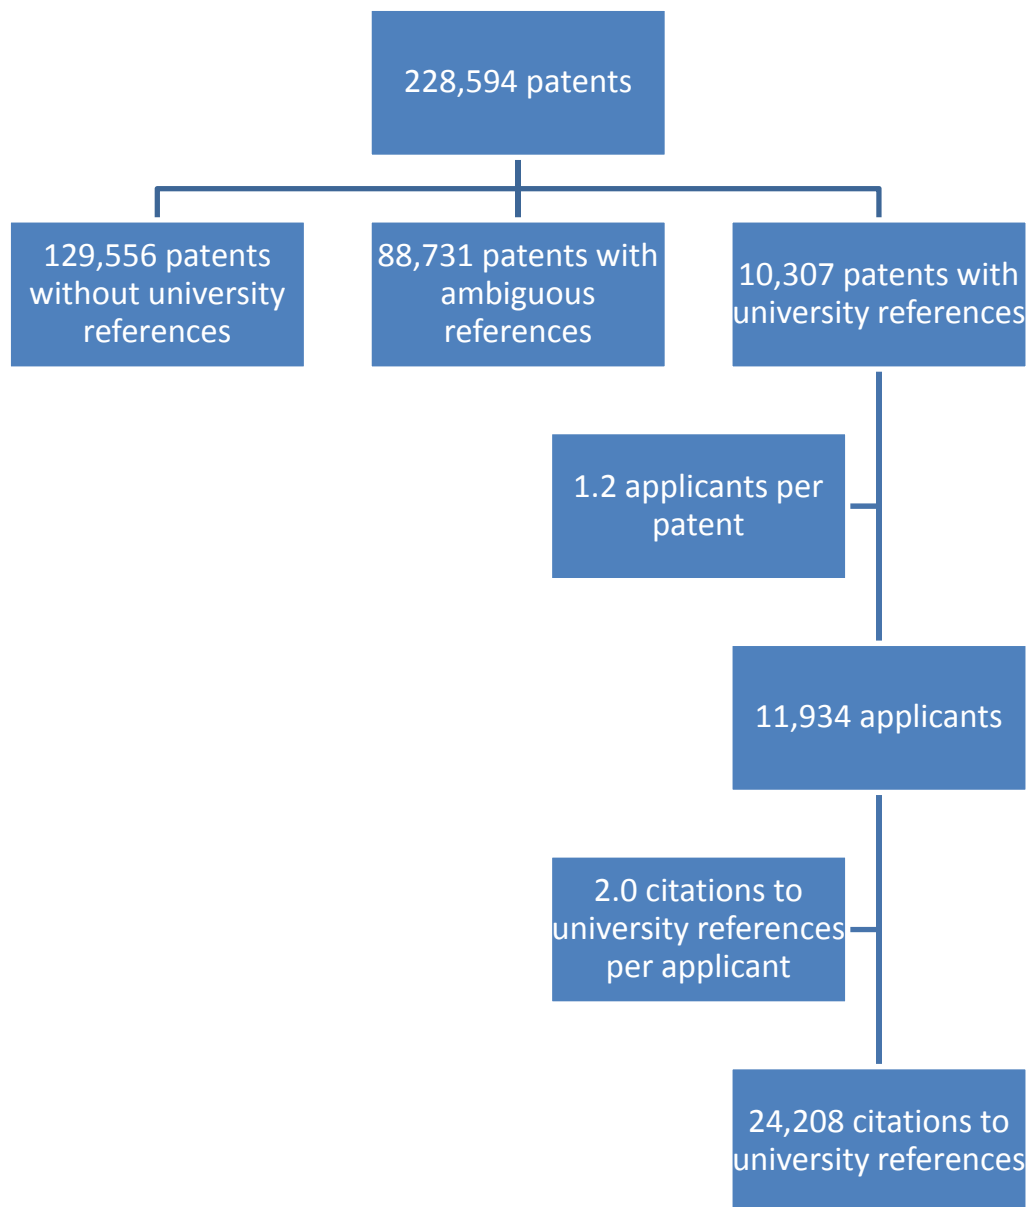 228,594 patents
129,556 patents
without university
references
88,731 patents with
ambiguous
references
10,307 patents with
university references
1.2 applicants per
patent
11,934 applicants
2.0 citations to
university references
per applicant
24,208 citations to
university references